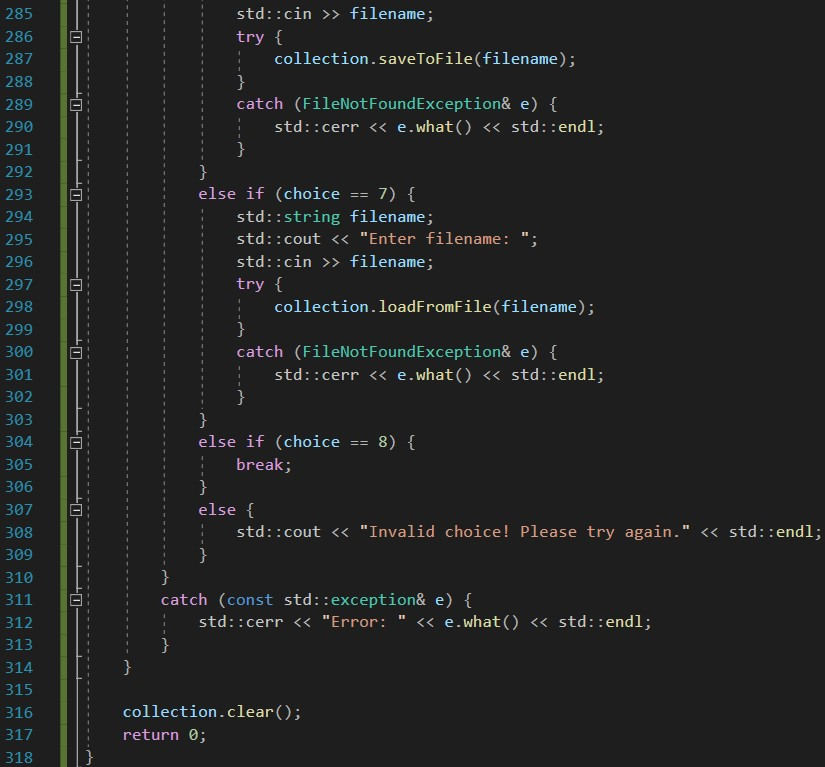 285                     std::cin >> filename;
286                     try {
287                         collection.saveToFile(filename);
288                     }
289                     catch (FileNotFoundException& e) {
290                         std::cerr << e.what() << std::endl;
291                     }
292                 }
293                 else if (choice == 7) {
294                     std::string filename;
295                     std::cout << "Enter filename: ";
296                     std::cin >> filename;
297                     try {
298                         collection.loadFromFile(filename);
299                     }
300                     catch (FileNotFoundException& e) {
301                         std::cerr << e.what() << std::endl;
302                     }
303                 }
304                 else if (choice == 8) {
305                     break;
306                 }
307                 else {
308                     std::cout << "Invalid choice! Please try again." << std::endl;
309                 }
310             }
311             catch (const std::exception& e) {
312                 std::cerr << "Error: " << e.what() << std::endl;
313             }
314         }
315
316         collection.clear();
317         return 0;
318     }